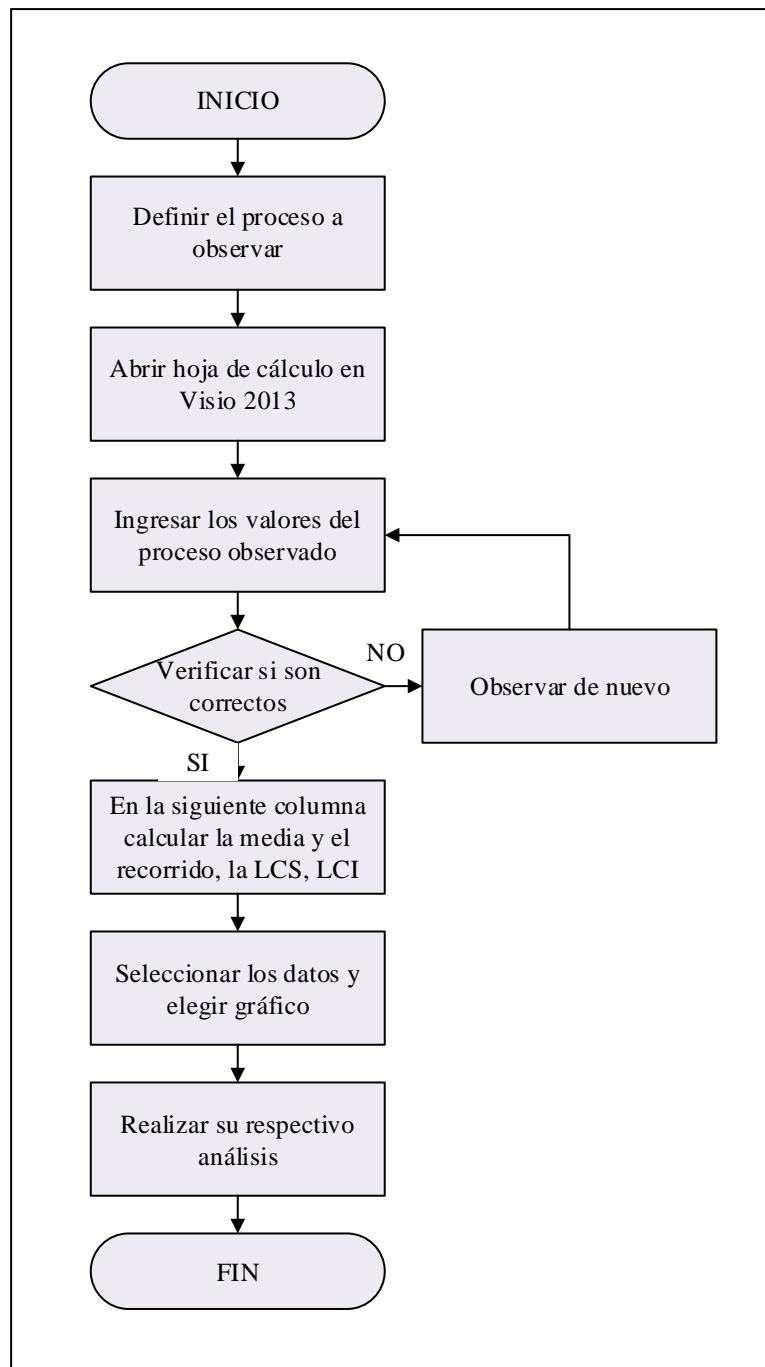 INICIO
Definir el proceso a
observar
Abrir hoja de cálculo en
Visio 2013
Ingresar los valores del
proceso observado
Verificar si son
correctos
NO
Observar de nuevo
SI
En la siguiente columna
calcular la media y el
recorrido, la LCS, LCI
Seleccionar los datos y
elegir gráfico
Realizar su respectivo
análisis
FIN